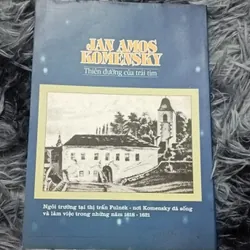 JAN AMOS
KOMENSKY
Thiên đường của trái tim
Ngôi trường tại thị trấn Fulnek - nơi Komensky đã sống
và làm việc trong những năm 1618 - 1621